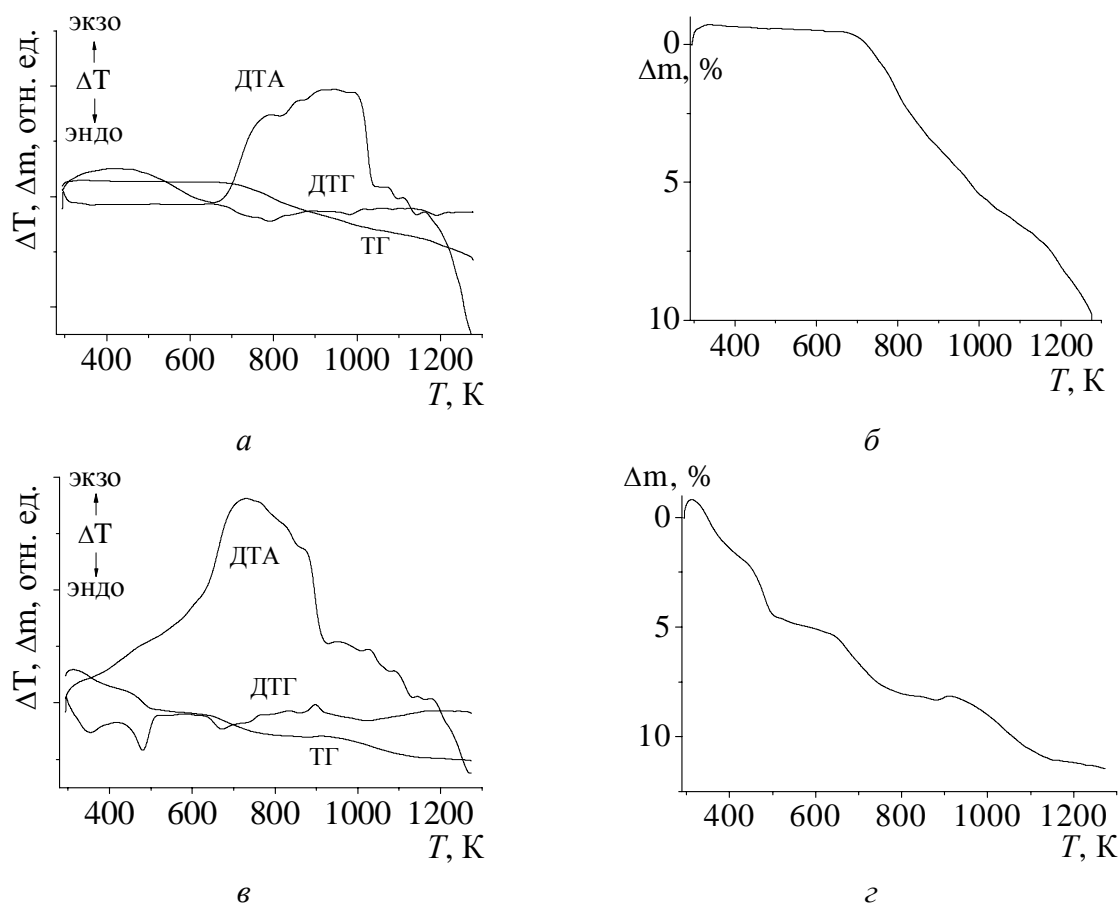 экзо
ΔT
эндо
ΔT, Δm, отн. ед.
ДТА
ДТГ
ТГ
400 600 800 1000 1200
T, К
а
0
Δm, %
5
10
400 600 800 1000 1200
T, К
б
экзо
ΔT
эндо
ΔT, Δm, отн. ед.
ДТА
ДТГ
ТГ
400 600 800 1000 1200
T, К
в
Δm, %
0
5
10
400 600 800 1000 1200
T, К
г